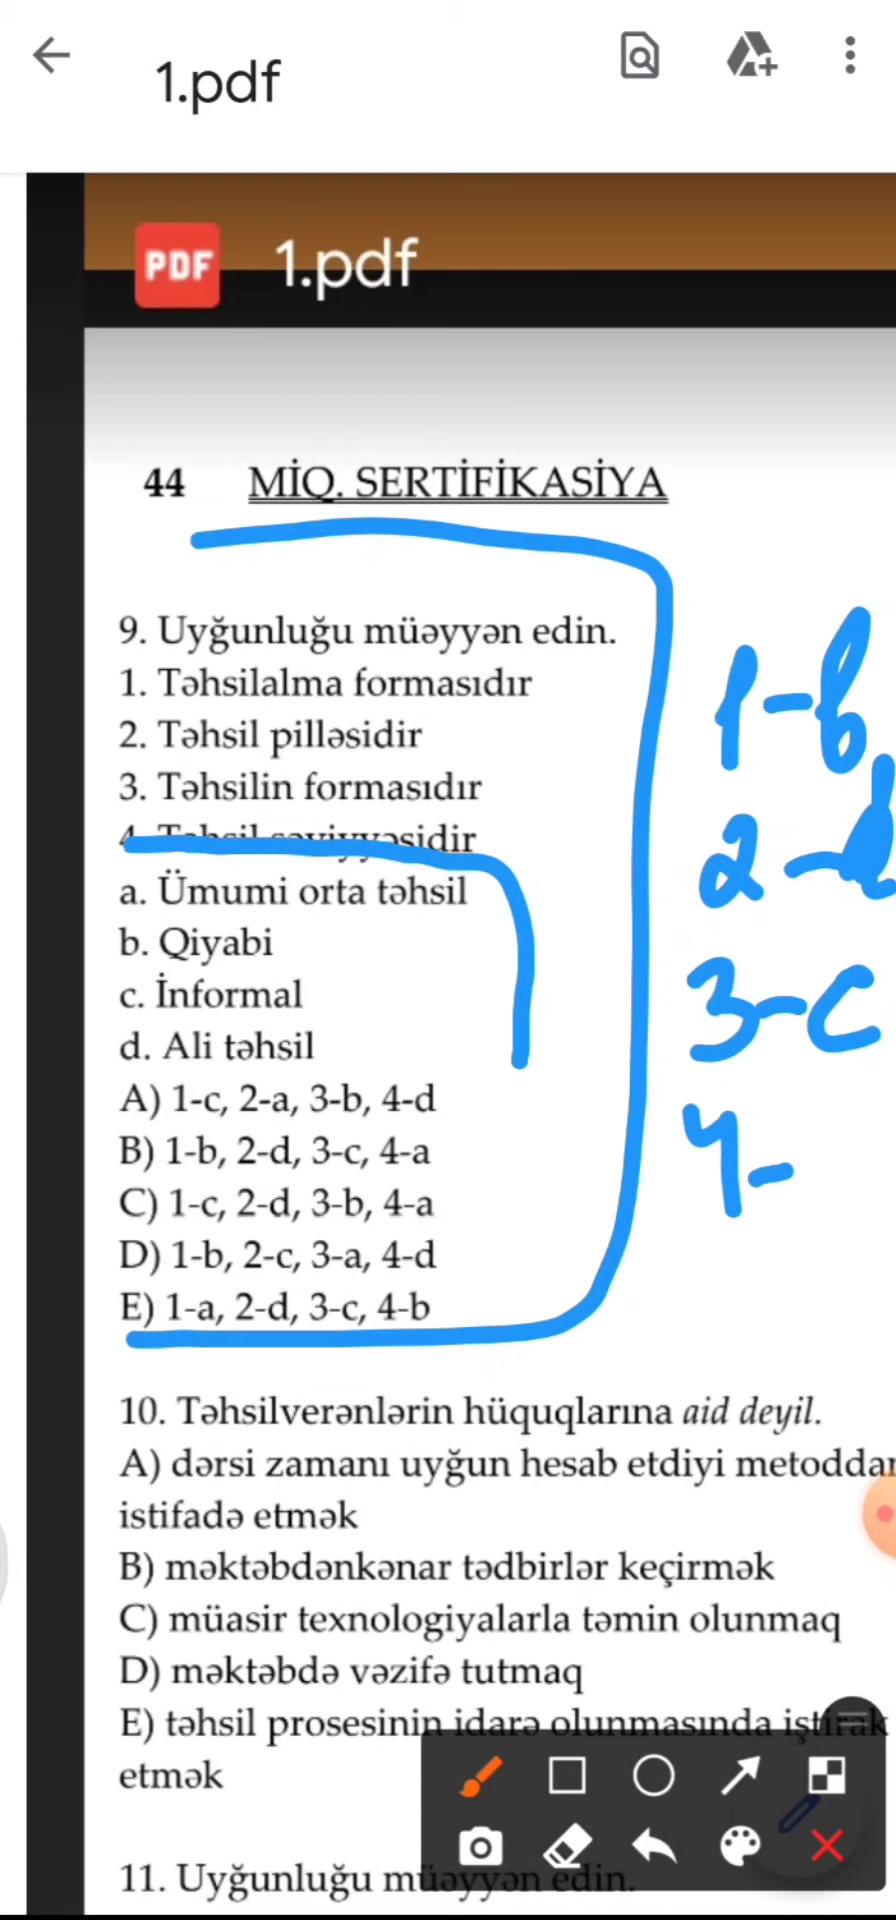 1.pdf
PDF 1.pdf
44 MİQ. SERTİFİKASİYA
9. Uyğunluğu müəyyən edin.
1. Təhsilalma formasıdır
2. Təhsil pilləsidir
3. Təhsilin formasıdır
4. Təhsil səviyyəsidir
a. Ümumi orta təhsil
b. Qiyabi
c. İnformal
d. Ali təhsil
A) 1-c, 2-a, 3-b, 4-d
B) 1-b, 2-d, 3-c, 4-a
C) 1-c, 2-d, 3-b, 4-a
D) 1-b, 2-c, 3-a, 4-d
E) 1-a, 2-d, 3-c, 4-b
1-b
2-d
3-c
4-
10. Təhsilverənlərin hüquqlarına aid deyil.
A) dərsi zamanı uyğun hesab etdiyi metoddan
istifadə etmək
B) məktəbdənkənar tədbirlər keçirmək
C) müasir texnologiyalarla təmin olunmaq
D) məktəbdə vəzifə tutmaq
E) təhsil prosesinin idarə olunmasında iştirak
etmək
11. Uyğunluğu müəyyən edin.